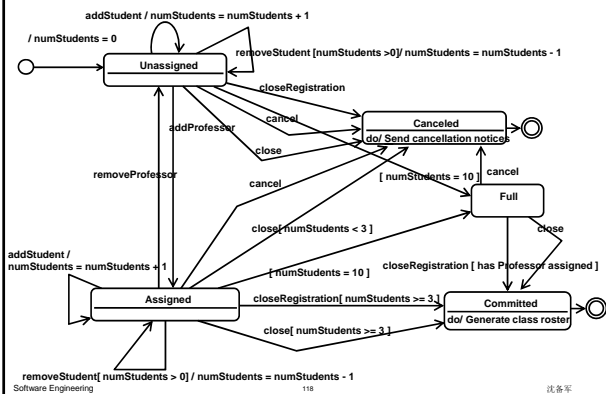 addStudent / numStudents = numStudents + 1
/ numStudents = 0
removeStudent [numStudents >0]/ numStudents = numStudents - 1
Unassigned
closeRegistration
cancel
Canceled
addProfessor
do/ Send cancellation notices
close
removeProfessor
cancel
[ numStudents = 10 ]
cancel
Full
close[ numStudents < 3 ]
close
addStudent /
numStudents = numStudents + 1
[ numStudents = 10 ]
closeRegistration [ has Professor assigned ]
Assigned
closeRegistration[ numStudents >= 3 ]
Committed
do/ Generate class roster
close[ numStudents >= 3 ]
removeStudent[ numStudents > 0] / numStudents = numStudents - 1
Software Engineering
118
沈备军